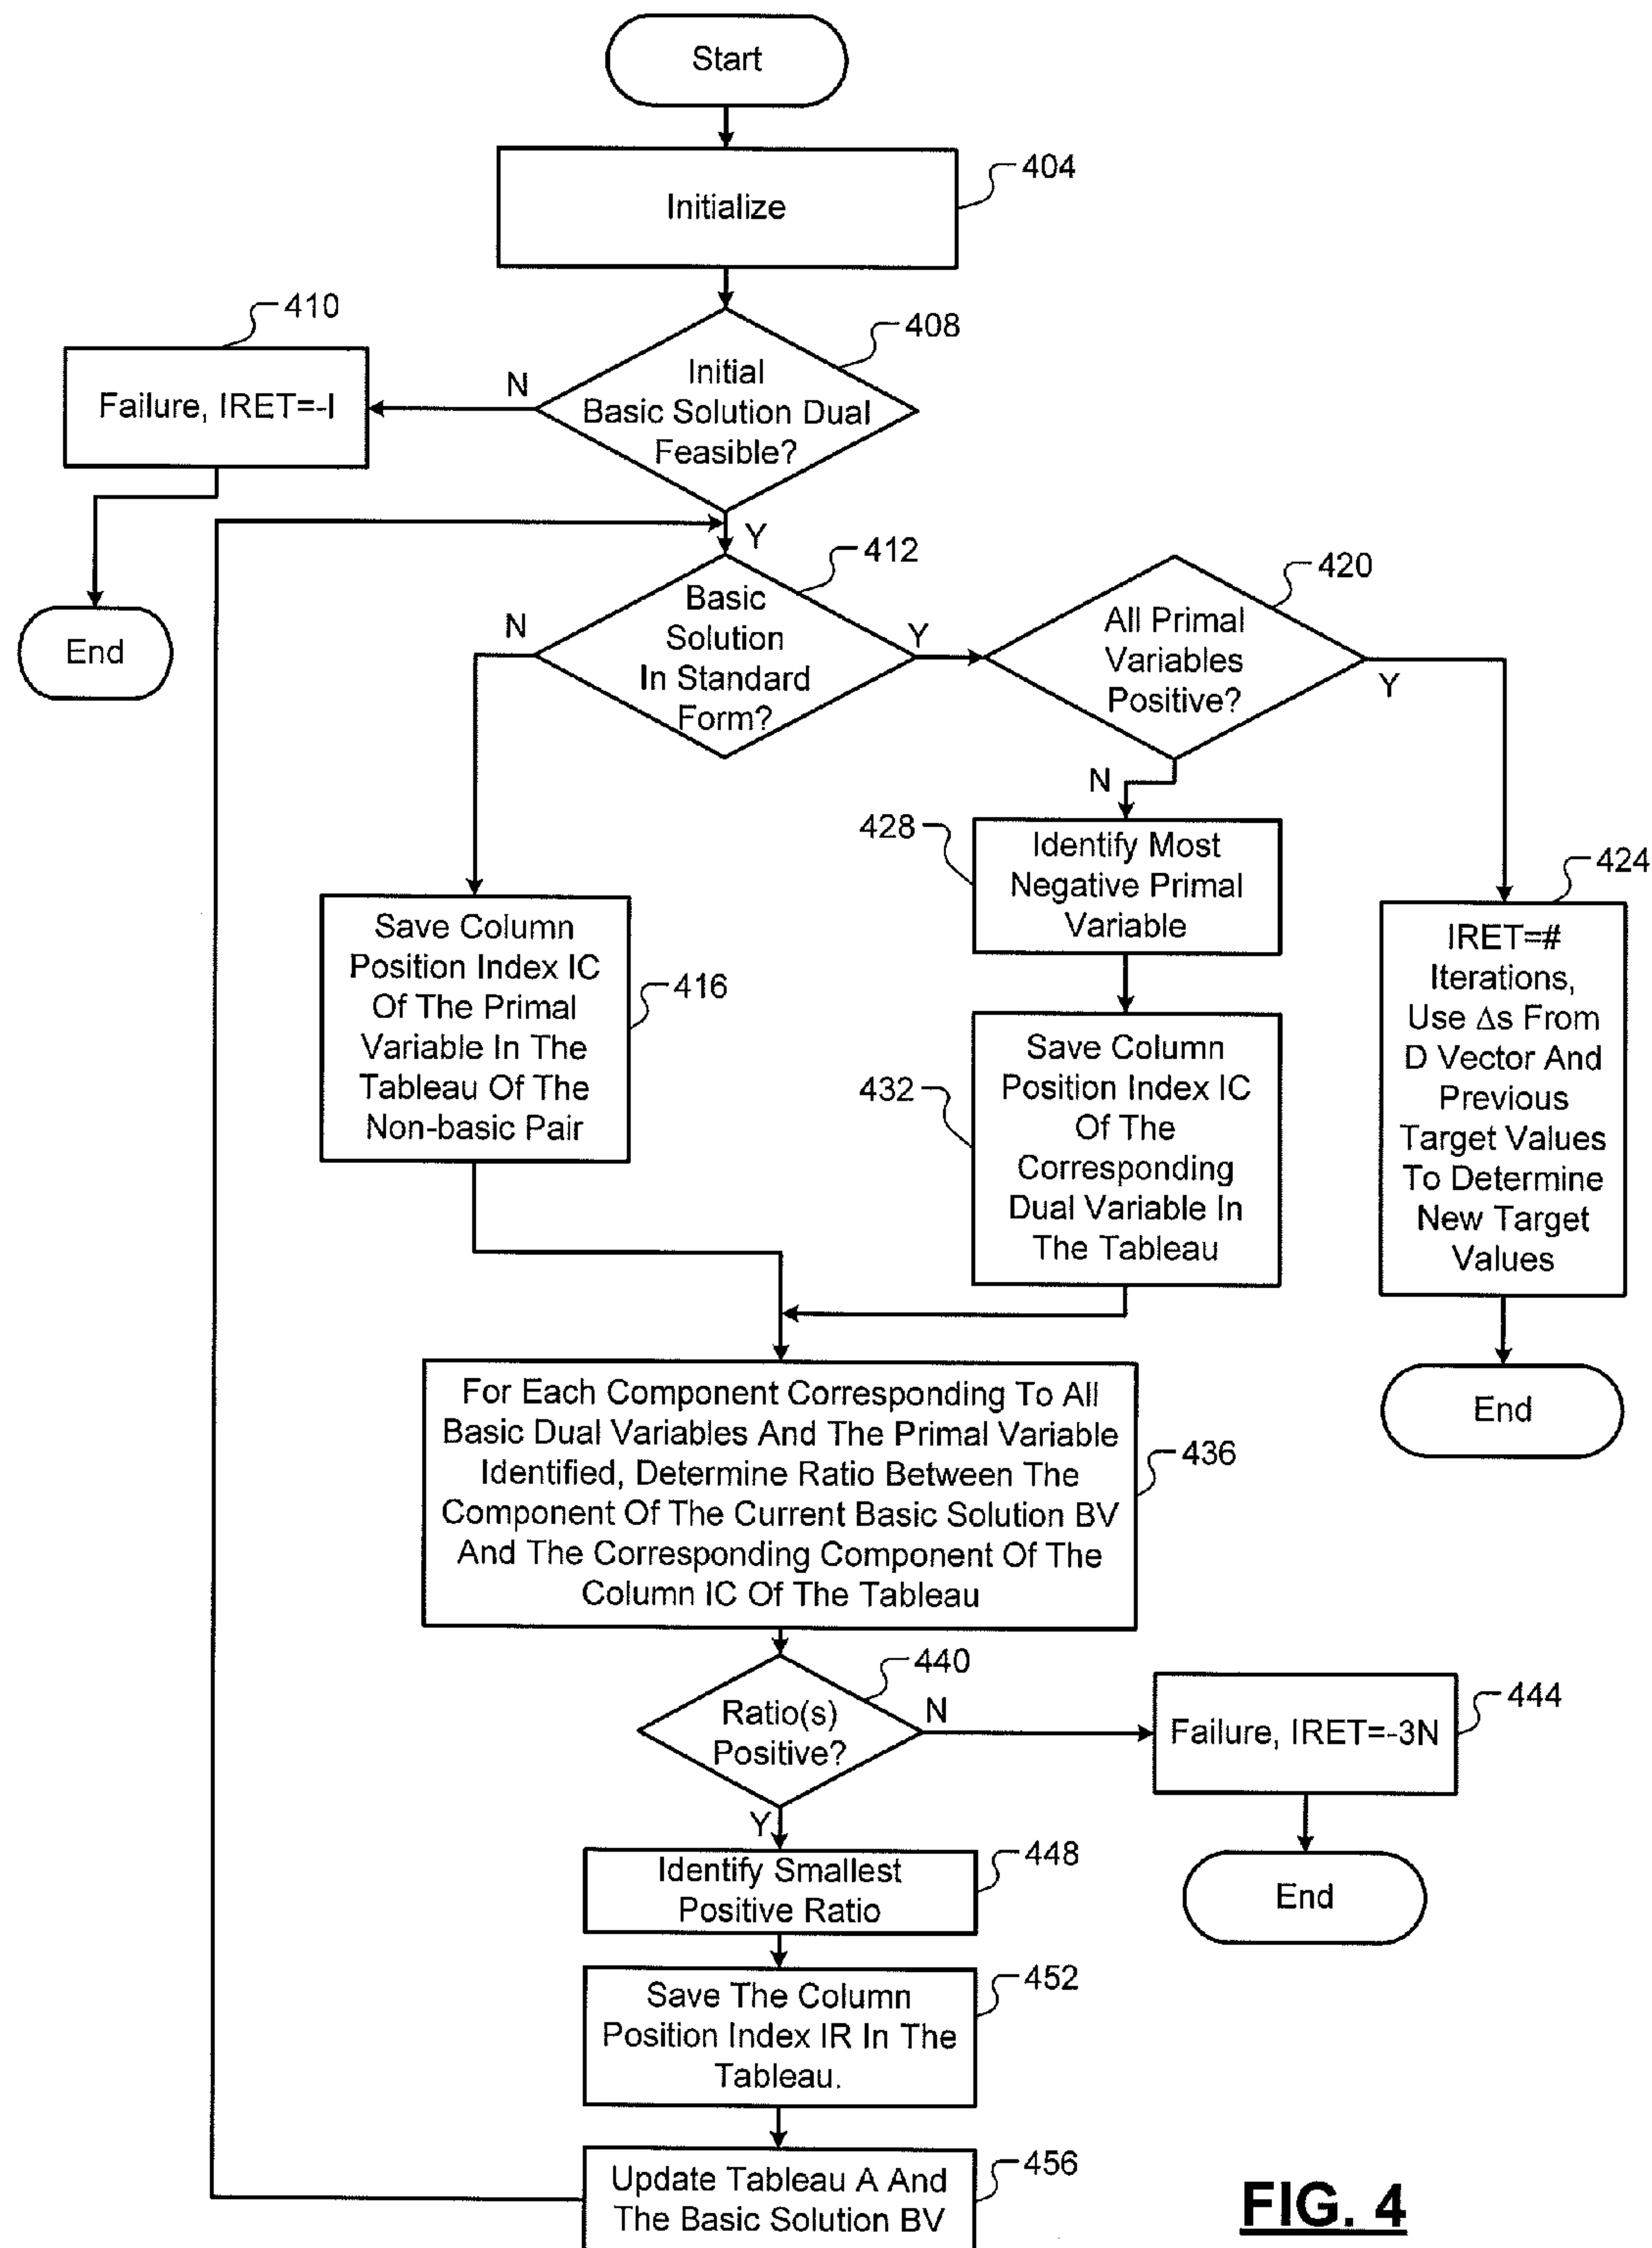 Start
Initialize
404
Initial
Basic Solution Dual
Feasible?
408
N
410
Failure, IRET=-I
End
Y
412
Basic
Solution
In Standard
Form?
N
Y
420
All Primal
Variables
Positive?
Y
N
428
Identify Most
Negative Primal
Variable
424
IRET=#
Iterations,
Use Δs From
D Vector And
Previous
Target Values
To Determine
New Target
Values
End
416
Save Column
Position Index IC
Of The Primal
Variable In The
Tableau Of The
Non-basic Pair
432
Save Column
Position Index IC
Of The
Corresponding
Dual Variable In
The Tableau
For Each Component Corresponding To All
Basic Dual Variables And The Primal Variable
Identified, Determine Ratio Between The
Component Of The Current Basic Solution BV
And The Corresponding Component Of The
Column IC Of The Tableau
436
440
Ratio(s)
Positive?
N
444
Failure, IRET=-3N
End
Y
448
Identify Smallest
Positive Ratio
452
Save The Column
Position Index IR In The
Tableau.
456
Update Tableau A And
The Basic Solution BV
FIG. 4